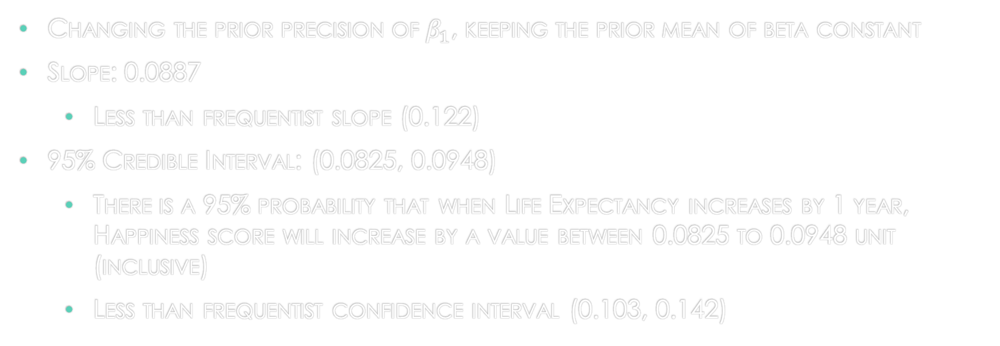 • Changing the prior precision of β₁, keeping the prior mean of beta constant
• Slope: 0.0887
• Less than frequentist slope (0.122)
• 95% Credible Interval: (0.0825, 0.0948)
• There is a 95% probability that when Life Expectancy increases by 1 year,
Happiness score will increase by a value between 0.0825 to 0.0948 unit
(inclusive)
• Less than frequentist confidence interval (0.103, 0.142)